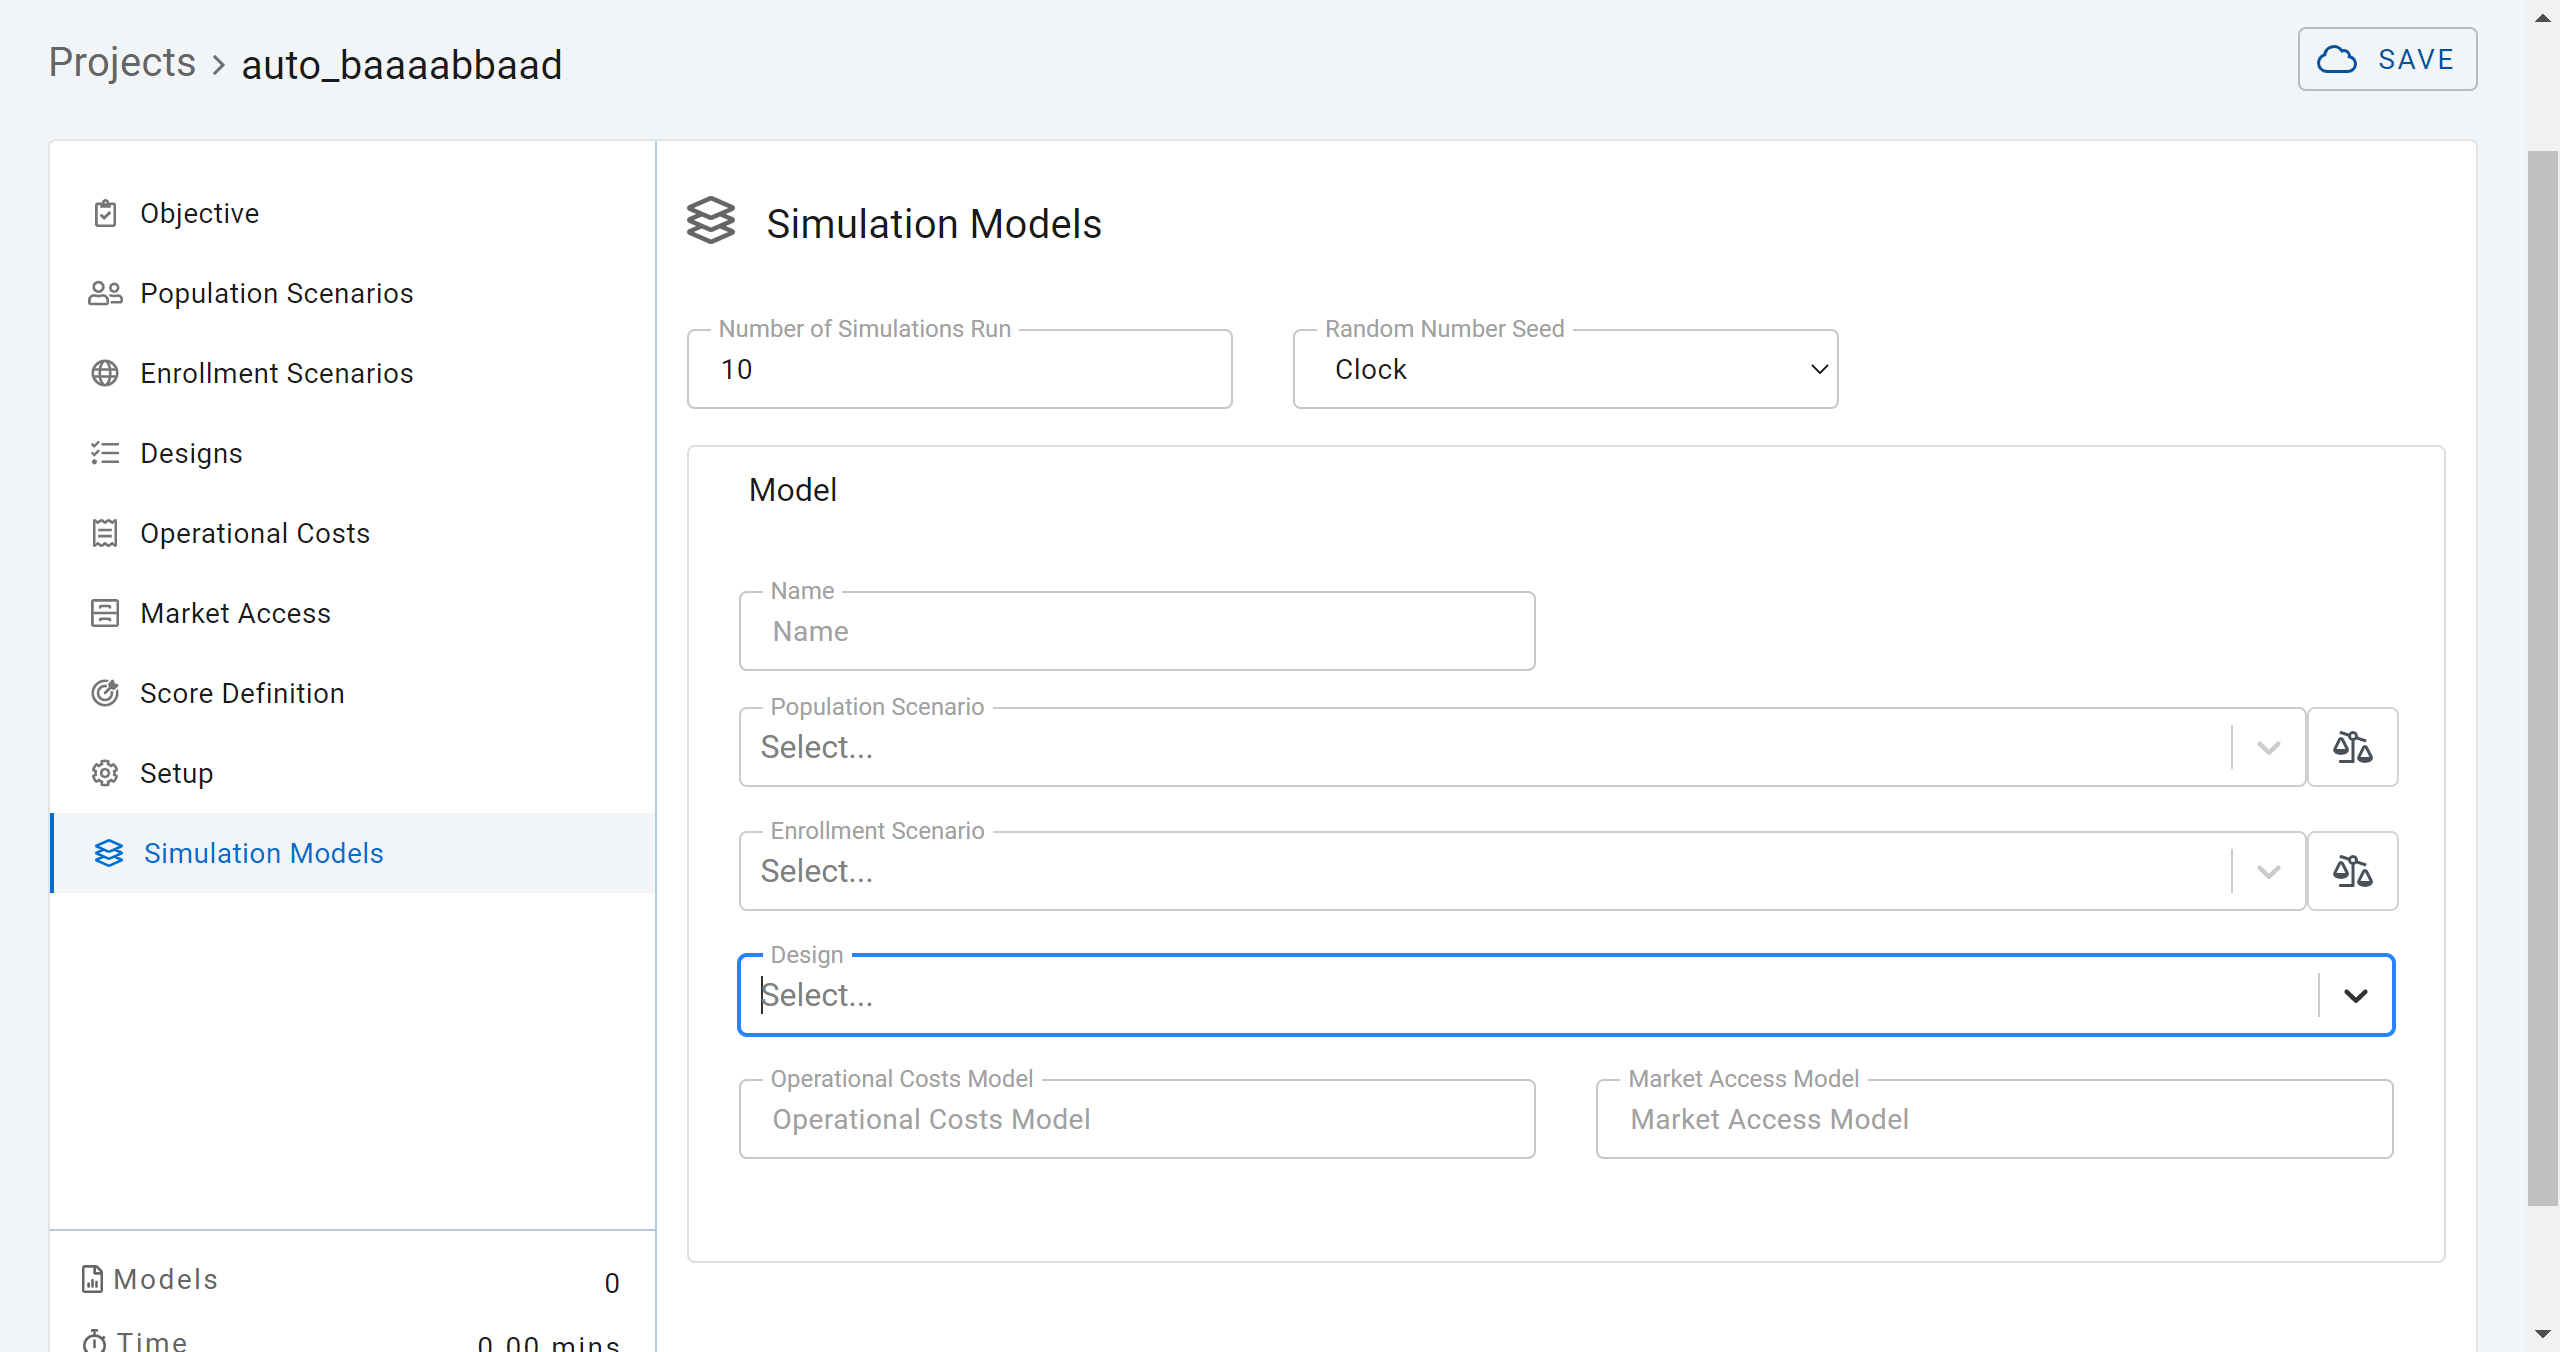 Projects > auto_baaaabbaad
SAVE
Objective
Population Scenarios
Enrollment Scenarios
Designs
Operational Costs
Market Access
Score Definition
Setup
Simulation Models
Models 0
Time 0.00 mins
Simulation Models
Number of Simulations Run
10
Random Number Seed
Clock
Model
Name
Name
Population Scenario
Select...
Enrollment Scenario
Select...
Design
Select...
Operational Costs Model
Operational Costs Model
Market Access Model
Market Access Model